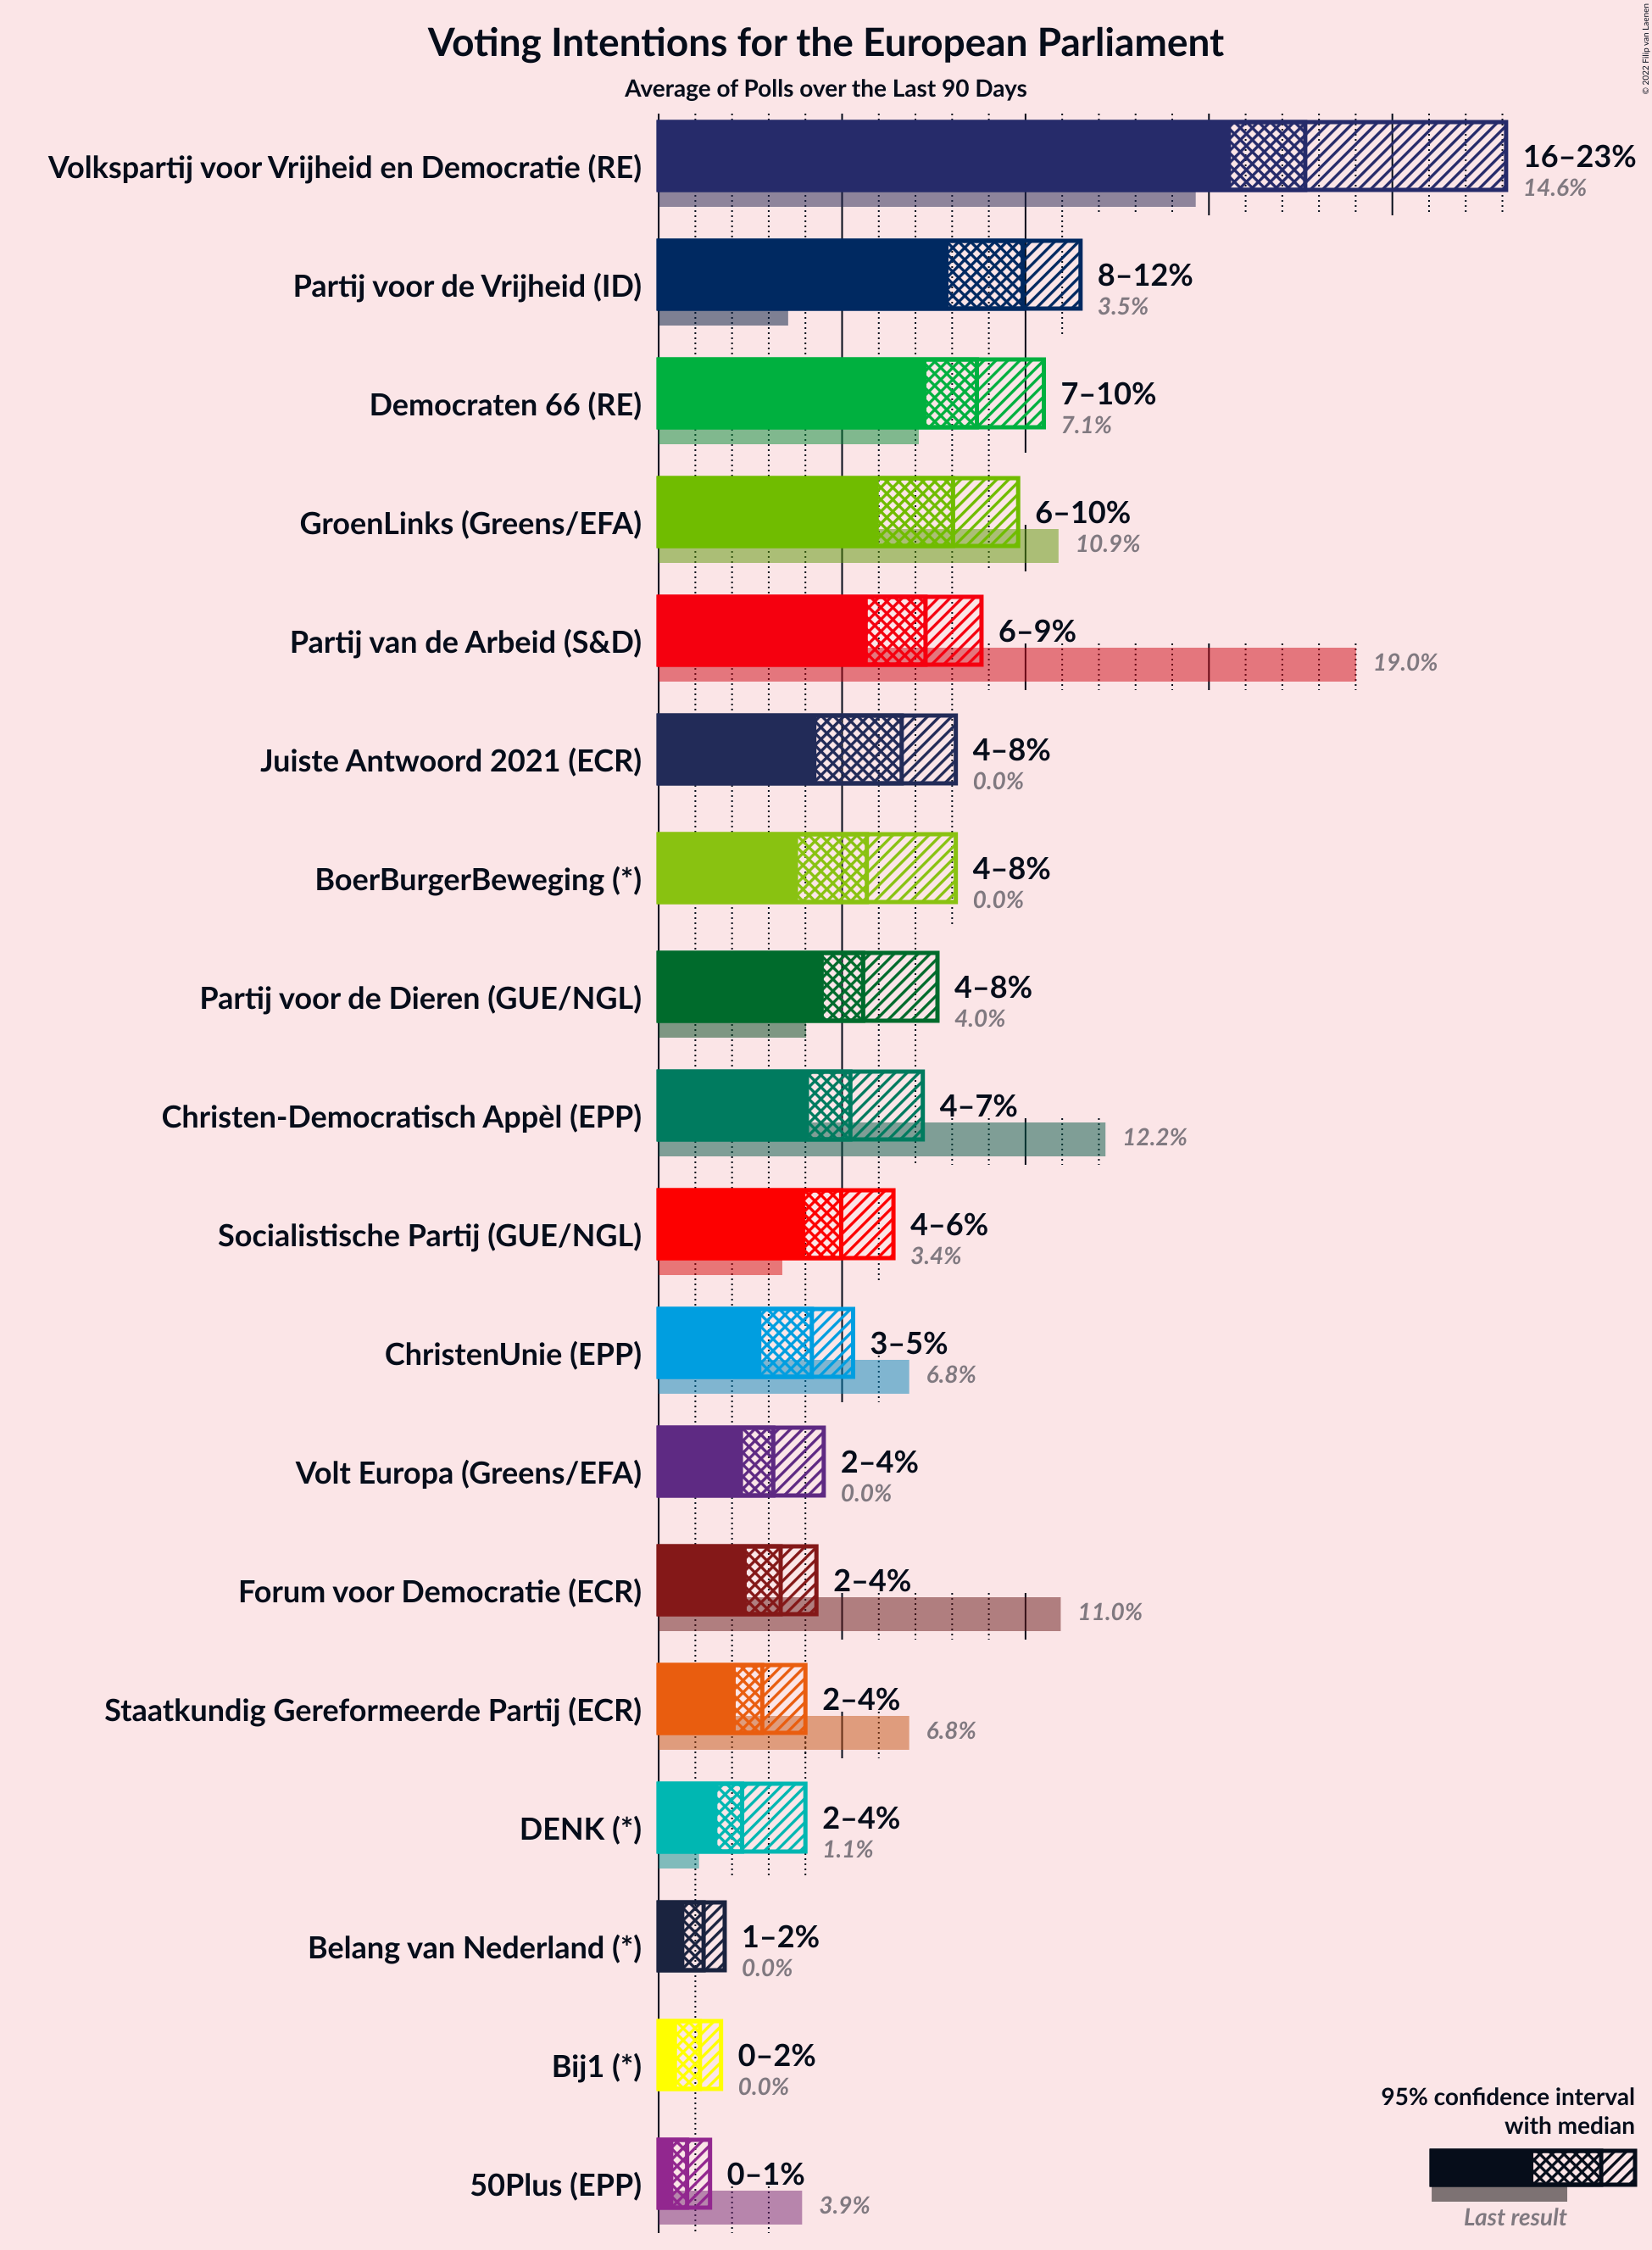 © 2022 Filip van Laenen
Voting Intentions for the European Parliament
Average of Polls over the Last 90 Days
Volkspartij voor Vrijheid en Democratie (RE)
16–23%
14.6%
Partij voor de Vrijheid (ID)
8–12%
3.5%
Democraten 66 (RE)
7–10%
7.1%
GroenLinks (Greens/EFA)
6–10%
10.9%
Partij van de Arbeid (S&D)
6–9%
19.0%
Juiste Antwoord 2021 (ECR)
4–8%
0.0%
BoerBurgerBeweging (*)
4–8%
0.0%
Partij voor de Dieren (GUE/NGL)
4–8%
4.0%
Christen-Democratisch Appèl (EPP)
4–7%
12.2%
Socialistische Partij (GUE/NGL)
4–6%
3.4%
ChristenUnie (EPP)
3–5%
6.8%
Volt Europa (Greens/EFA)
2–4%
0.0%
Forum voor Democratie (ECR)
2–4%
11.0%
Staatkundig Gereformeerde Partij (ECR)
2–4%
6.8%
DENK (*)
2–4%
1.1%
Belang van Nederland (*)
1–2%
0.0%
Bij1 (*)
0–2%
0.0%
50Plus (EPP)
0–1%
3.9%
95% confidence interval
with median
Last result